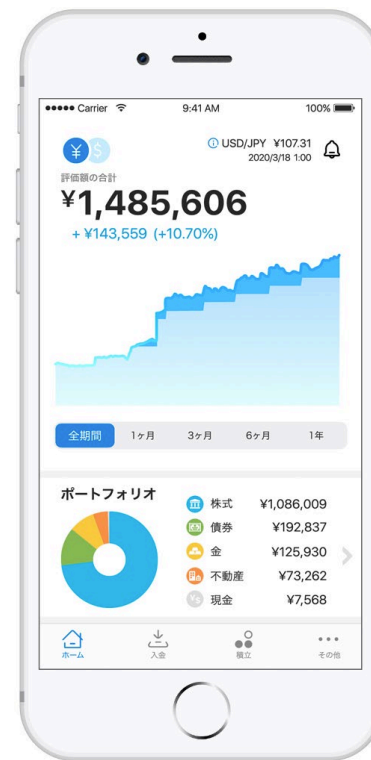 Carrier 9:41 AM 100%
¥ $ USD/JPY ¥107.31
2020/3/18 1:00
評価額の合計
¥1,485,606
+ ¥143,559 (+10.70%)
全期間 1ヶ月 3ヶ月 6ヶ月 1年
ポートフォリオ
株式 ¥1,086,009
債券 ¥192,837
金 ¥125,930
不動産 ¥73,262
現金 ¥7,568
ホーム 入金 積立 その他